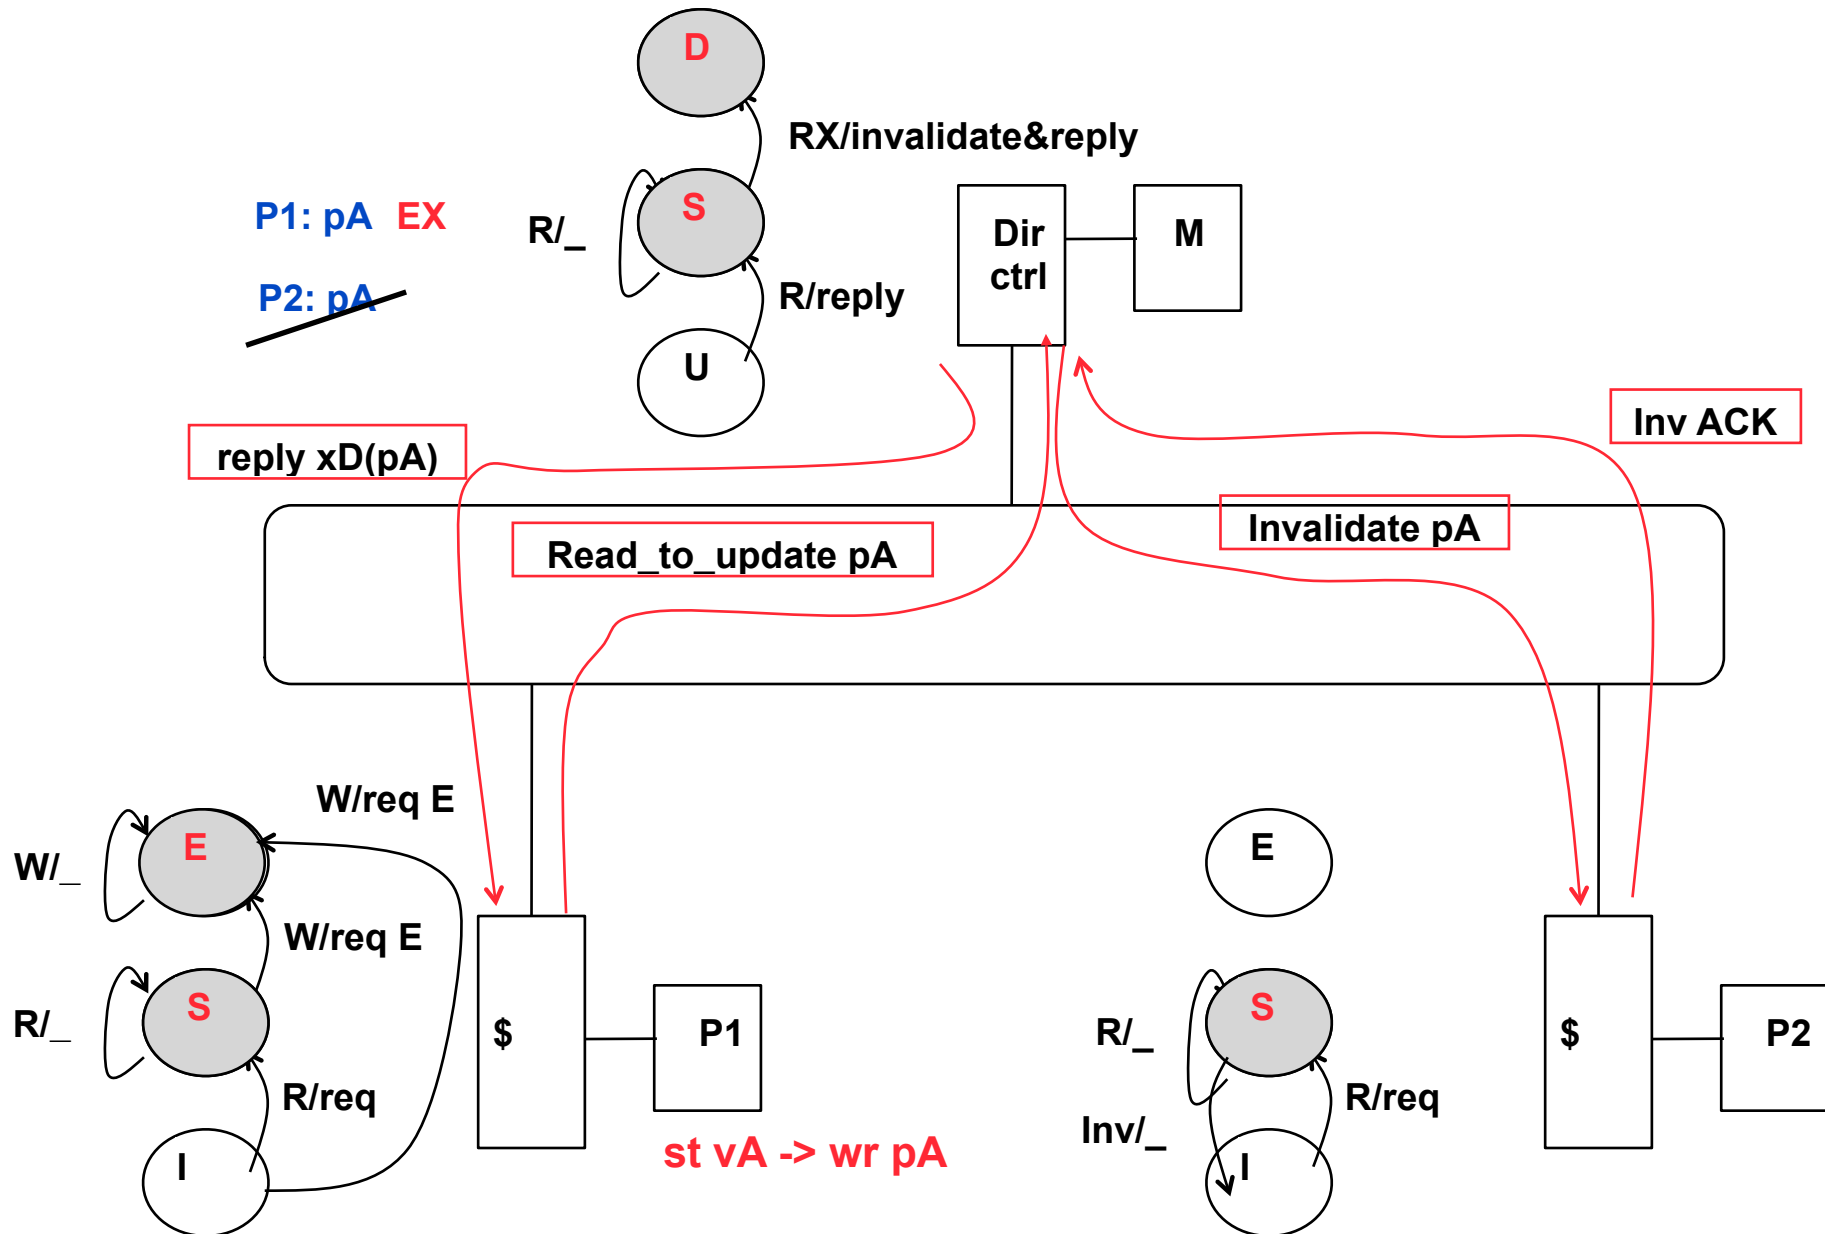 D
RX/invalidate&reply
P1: pA EX
S
R/_
Dir
ctrl
M
P2: pA
R/reply
U
reply xD(pA)
Inv ACK
Read_to_update pA
Invalidate pA
W/req E
E
W/_
W/req E
E
S
R/_
$
P1
S
R/_
$
P2
R/req
R/req
Inv/_
st vA -> wr pA
I
I